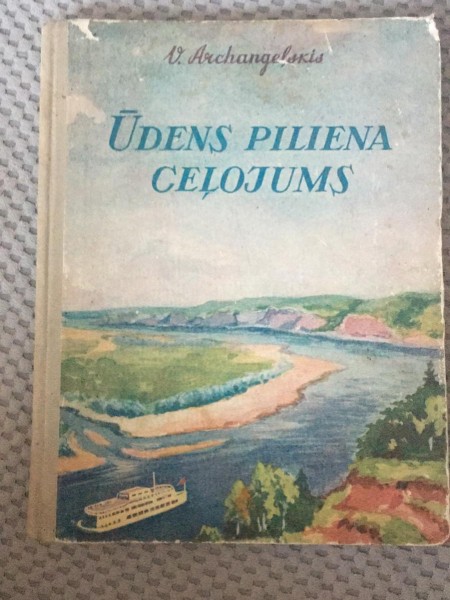 V. Archangeļskis
ŪDENS PILIENA
CEĻOJUMS